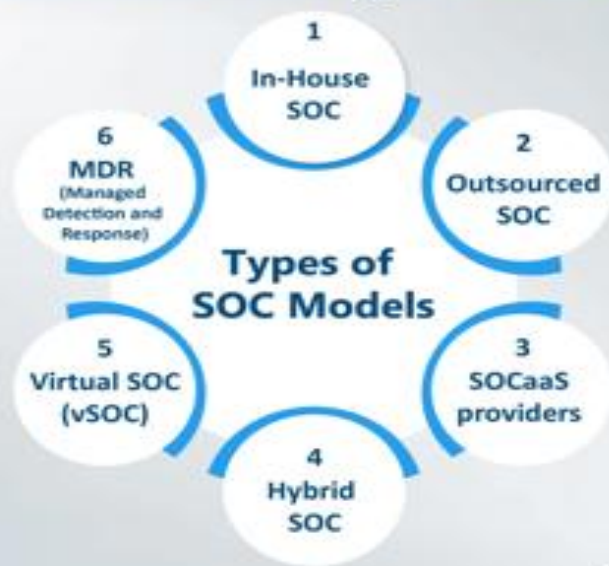 Types of
SOC Models
1
In-House
SOC
2
Outsourced
SOC
3
SOCaaS
providers
4
Hybrid
SOC
5
Virtual SOC
(vSOC)
6
MDR
(Managed
Detection and
Response)